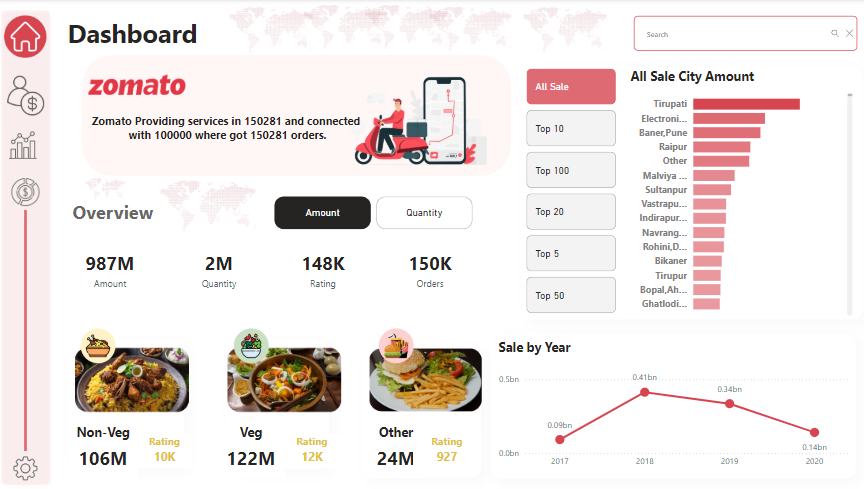 Dashboard
Search
zomato
Zomato Providing services in 150281 and connected
with 100000 where got 150281 orders.
All Sale
Top 10
Top 100
Top 20
Top 5
Top 50
All Sale City Amount
Tirupati
Electroni...
Baner,Pune
Raipur
Other
Malviya ...
Sultanpur
Vastrapu...
Indirapur...
Navrang...
Rohini,D...
Bikaner
Tirupur
Bopal,Ah...
Ghatlodi...
Overview
Amount
Quantity
987M
2M
148K
150K
Amount
Quantity
Rating
Orders
Non-Veg
106M
Rating
10K
Veg
122M
Rating
12K
Other
24M
Rating
927
Sale by Year
0.5bn
0.0bn
0.09bn
0.41bn
0.34bn
0.14bn
2017
2018
2019
2020